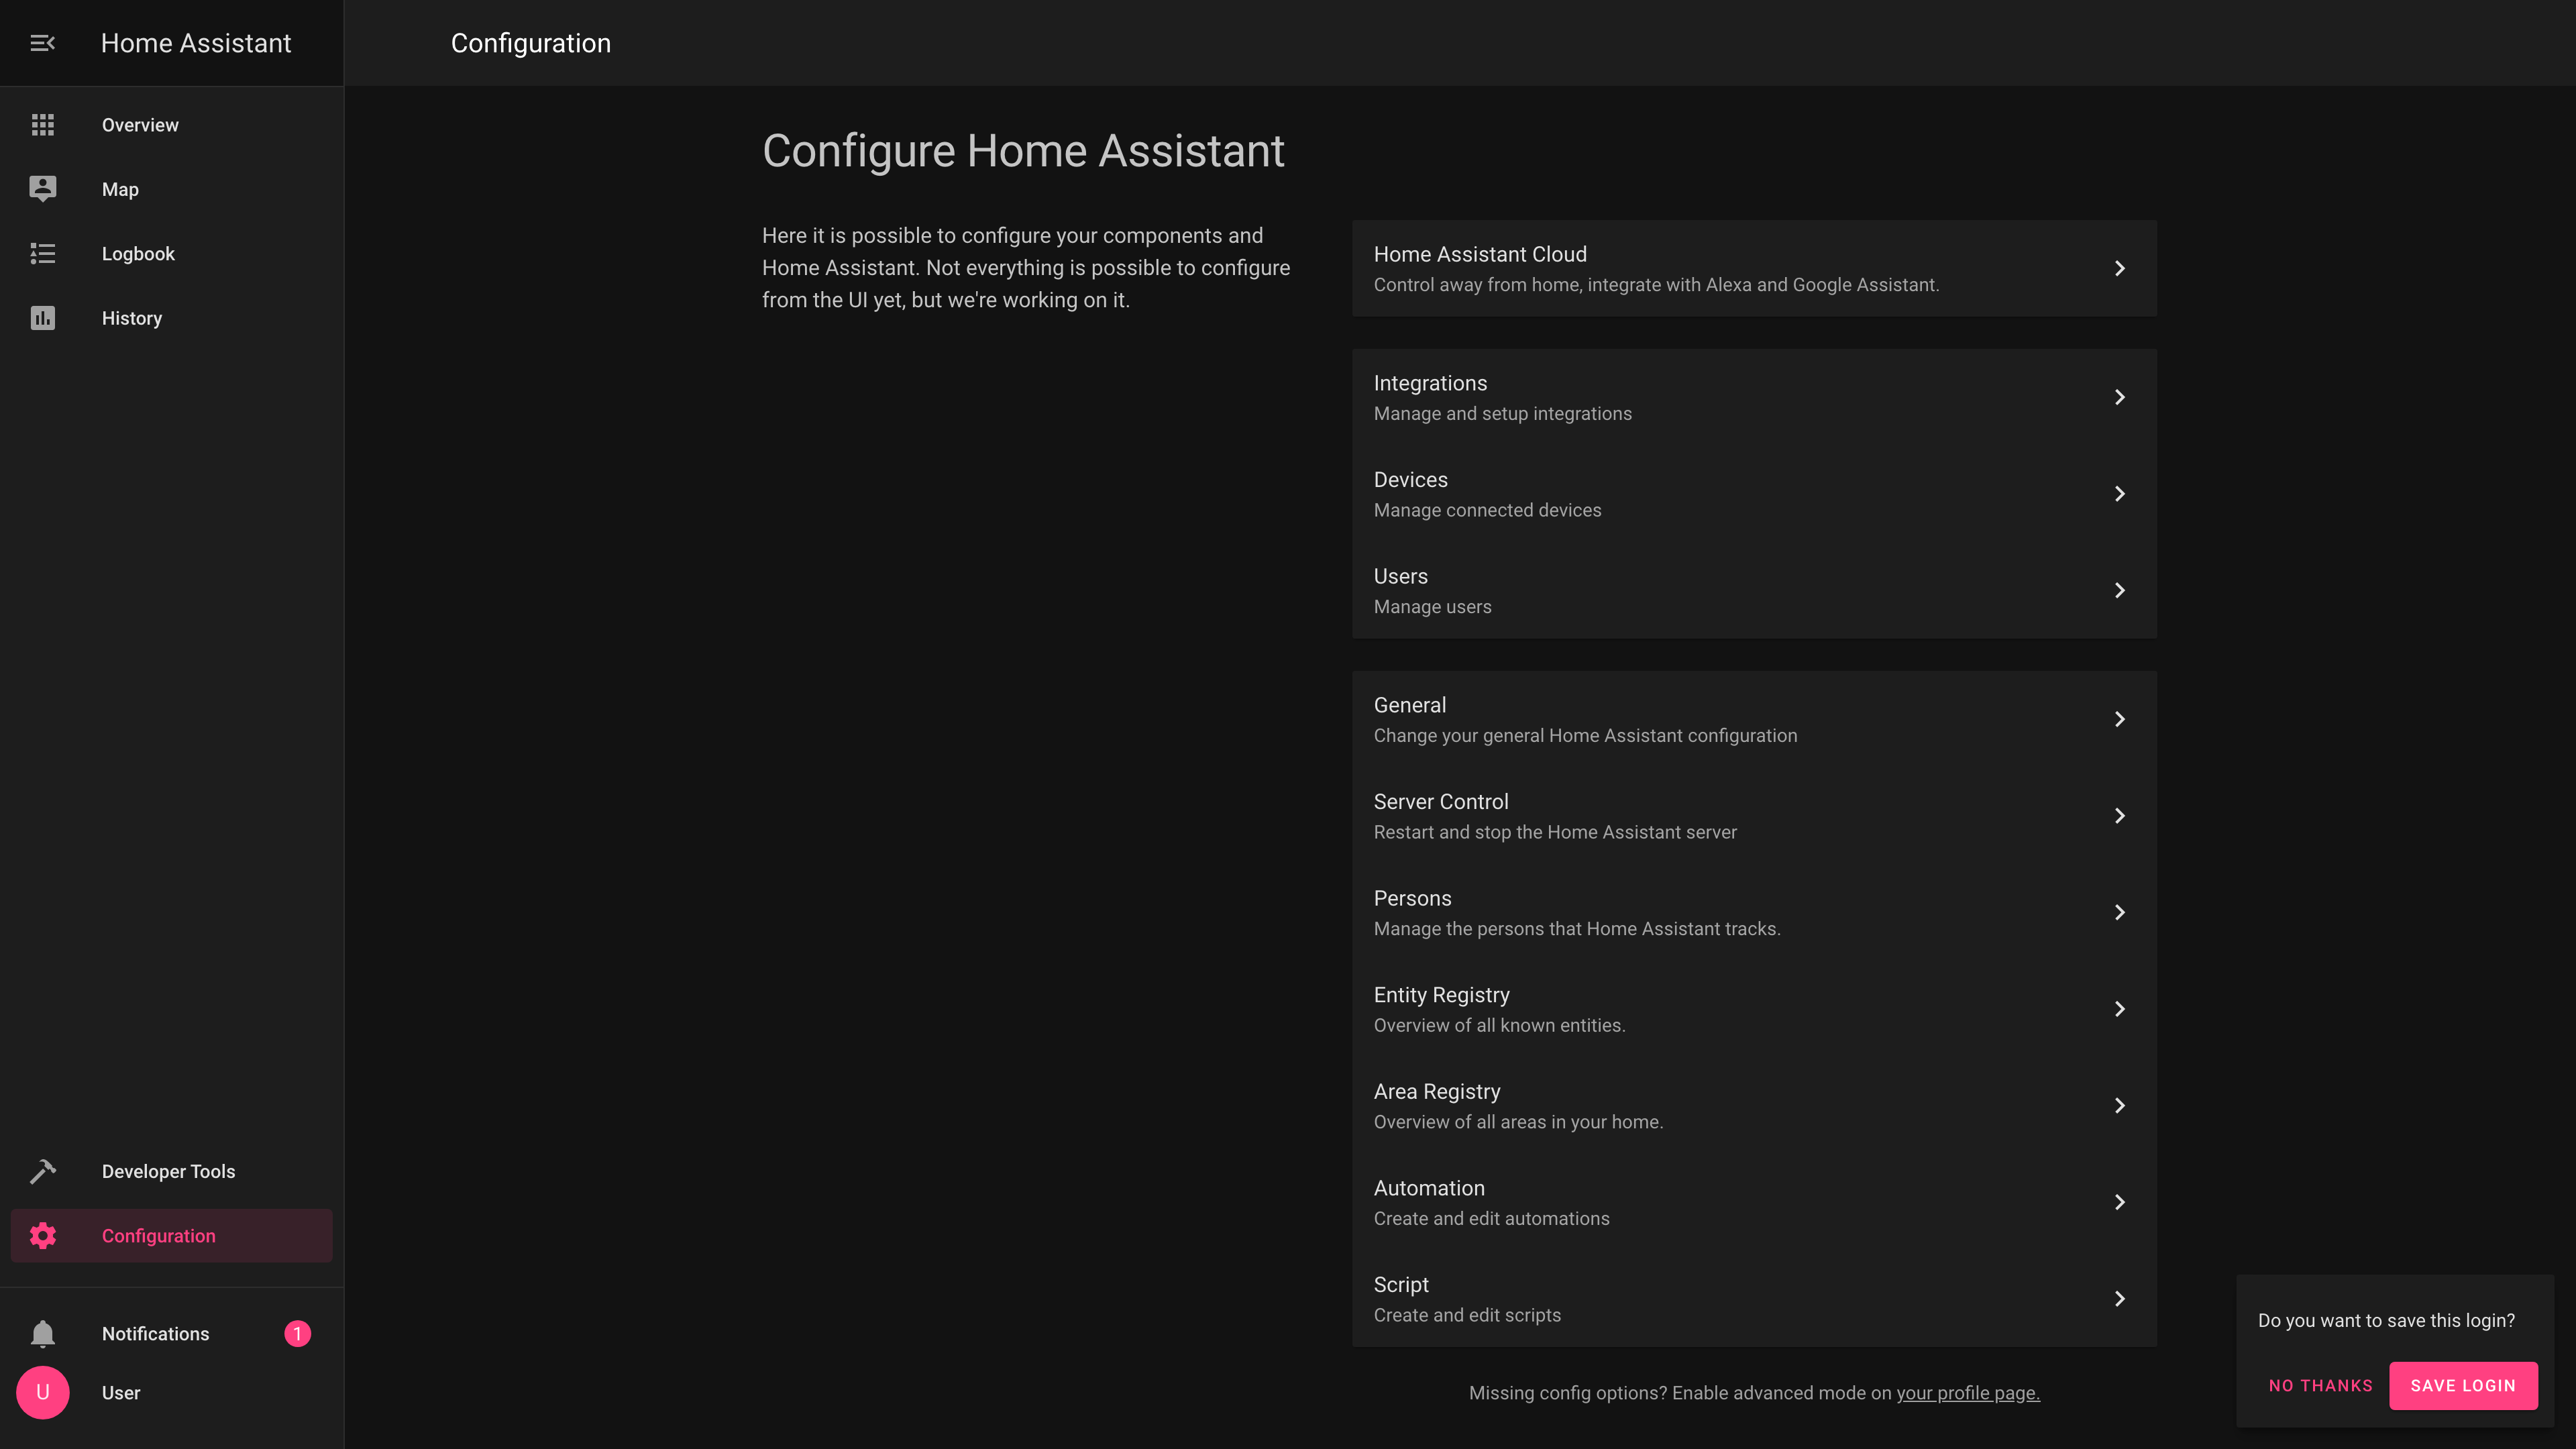 Home Assistant
Configuration
Overview
Map
Logbook
History
Developer Tools
Configuration
Notifications
1
U
User
Configure Home Assistant
Here it is possible to configure your components and
Home Assistant. Not everything is possible to configure
from the UI yet, but we're working on it.
Home Assistant Cloud
Control away from home, integrate with Alexa and Google Assistant.
Integrations
Manage and setup integrations
Devices
Manage connected devices
Users
Manage users
General
Change your general Home Assistant configuration
Server Control
Restart and stop the Home Assistant server
Persons
Manage the persons that Home Assistant tracks.
Entity Registry
Overview of all known entities.
Area Registry
Overview of all areas in your home.
Automation
Create and edit automations
Script
Create and edit scripts
Missing config options? Enable advanced mode on your profile page.
Do you want to save this login?
NO THANKS
SAVE LOGIN